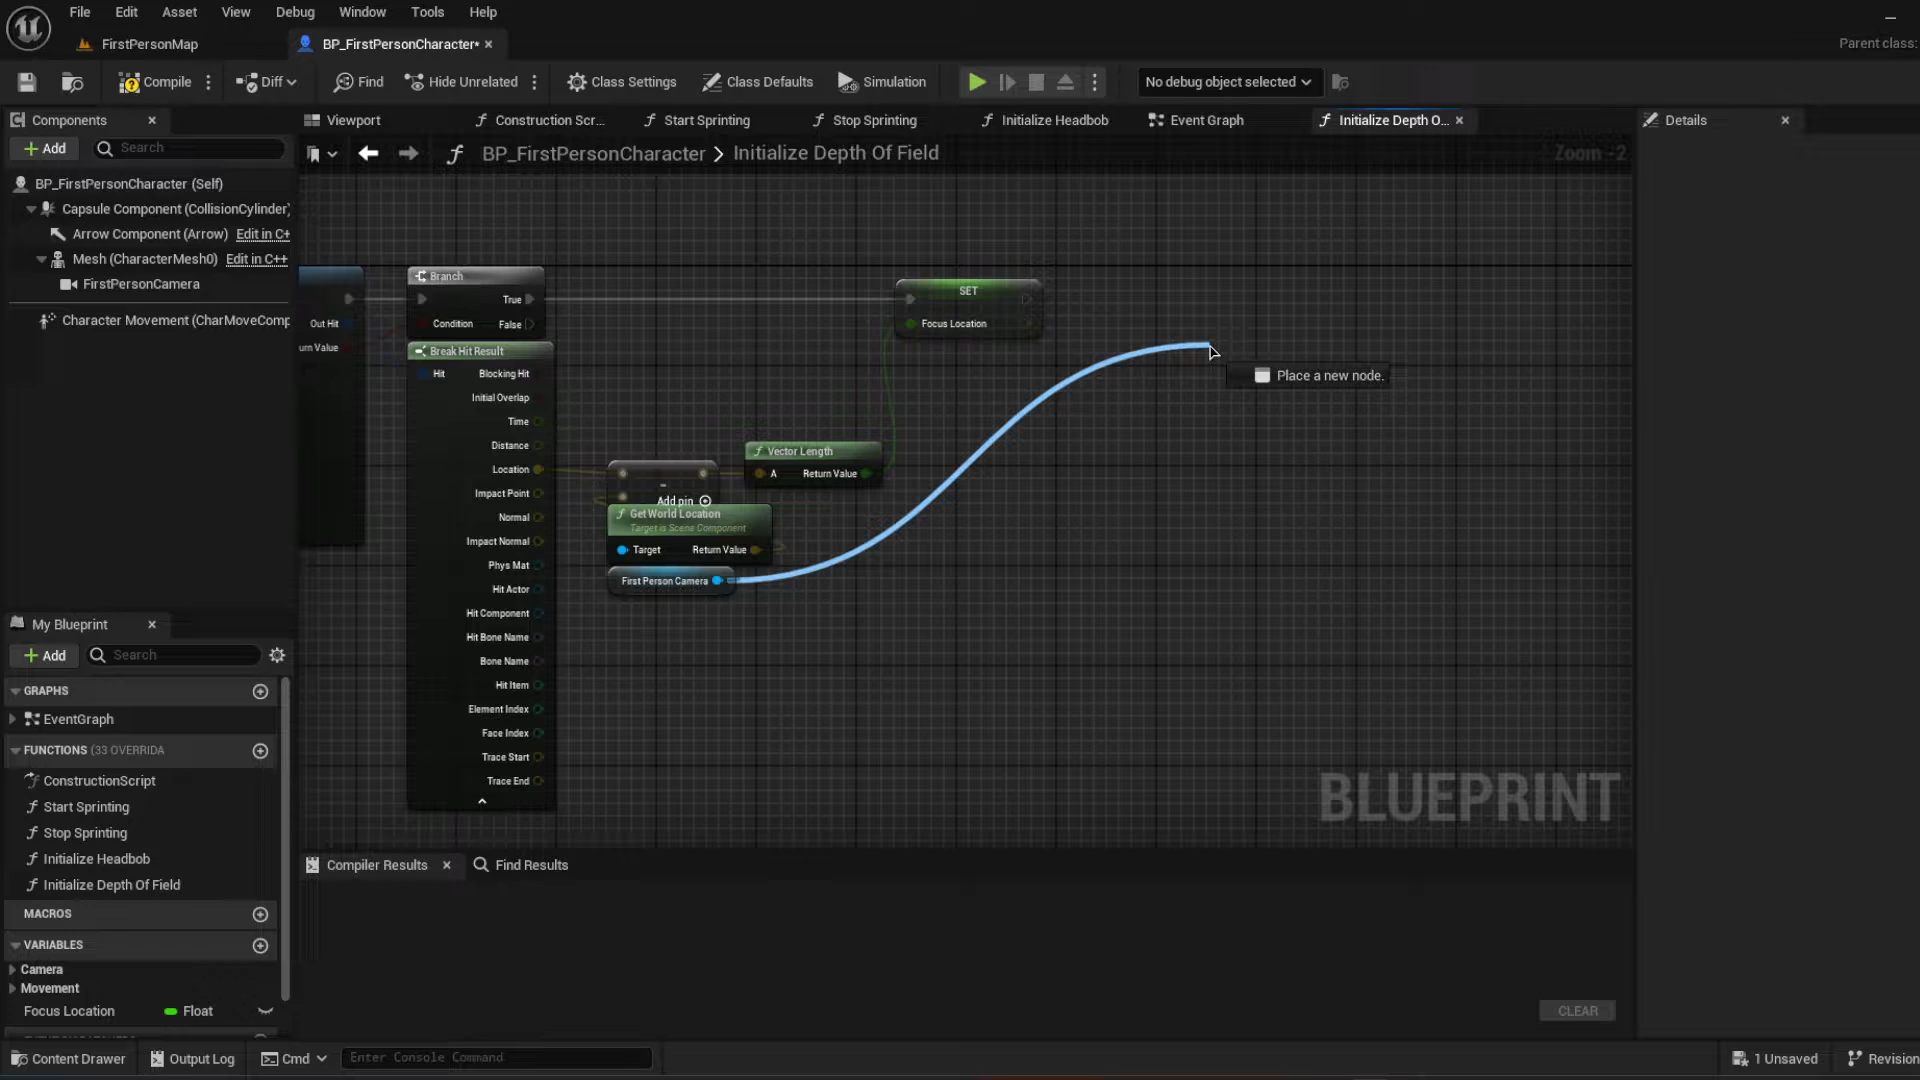 File Edit Asset View Debug Window Tools Help
FirstPersonMap
BP_FirstPersonCharacter*
Parent class:
Compile
Diff
Find
Hide Unrelated
Class Settings
Class Defaults
Simulation
No debug object selected
Components
Viewport
Construction Scr...
Start Sprinting
Stop Sprinting
Initialize Headbob
Event Graph
Initialize Depth O...
Details
Add
Search
BP_FirstPersonCharacter > Initialize Depth Of Field
Zoom -2
BP_FirstPersonCharacter (Self)
Capsule Component (CollisionCylinder)
Arrow Component (Arrow) Edit in C+
Mesh (CharacterMesh0) Edit in C++
FirstPersonCamera
Character Movement (CharMoveComp
Out Hit
urn Value
Branch
True
Condition False
Break Hit Result
Hit Blocking Hit
Initial Overlap
Time
Distance
Location
Impact Point
Normal
Impact Normal
Phys Mat
Hit Actor
Hit Component
Hit Bone Name
Bone Name
Hit Item
Element Index
Face Index
Trace Start
Trace End
SET
Focus Location
Place a new node.
Vector Length
A Return Value
-
Add pin
Get World Location
Target is Scene Component
Target Return Value
First Person Camera
BLUEPRINT
My Blueprint
Add
Search
GRAPHS
EventGraph
FUNCTIONS (33 OVERRIDA
ConstructionScript
Start Sprinting
Stop Sprinting
Initialize Headbob
Initialize Depth Of Field
MACROS
VARIABLES
Camera
Movement
Focus Location Float
Compiler Results
Find Results
CLEAR
Content Drawer
Output Log
Cmd
Enter Console Command
1 Unsaved
Revision